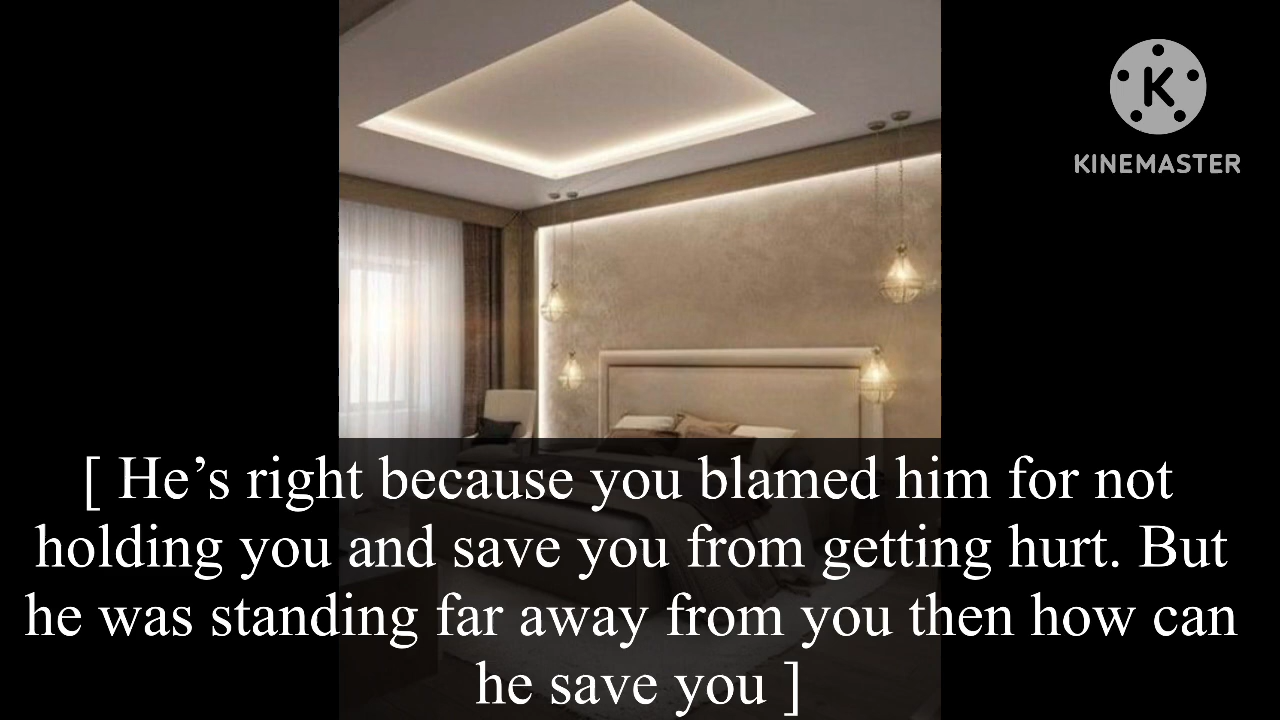 K
KINEMASTER
[ He’s right because you blamed him for not
holding you and save you from getting hurt. But
he was standing far away from you then how can
he save you ]